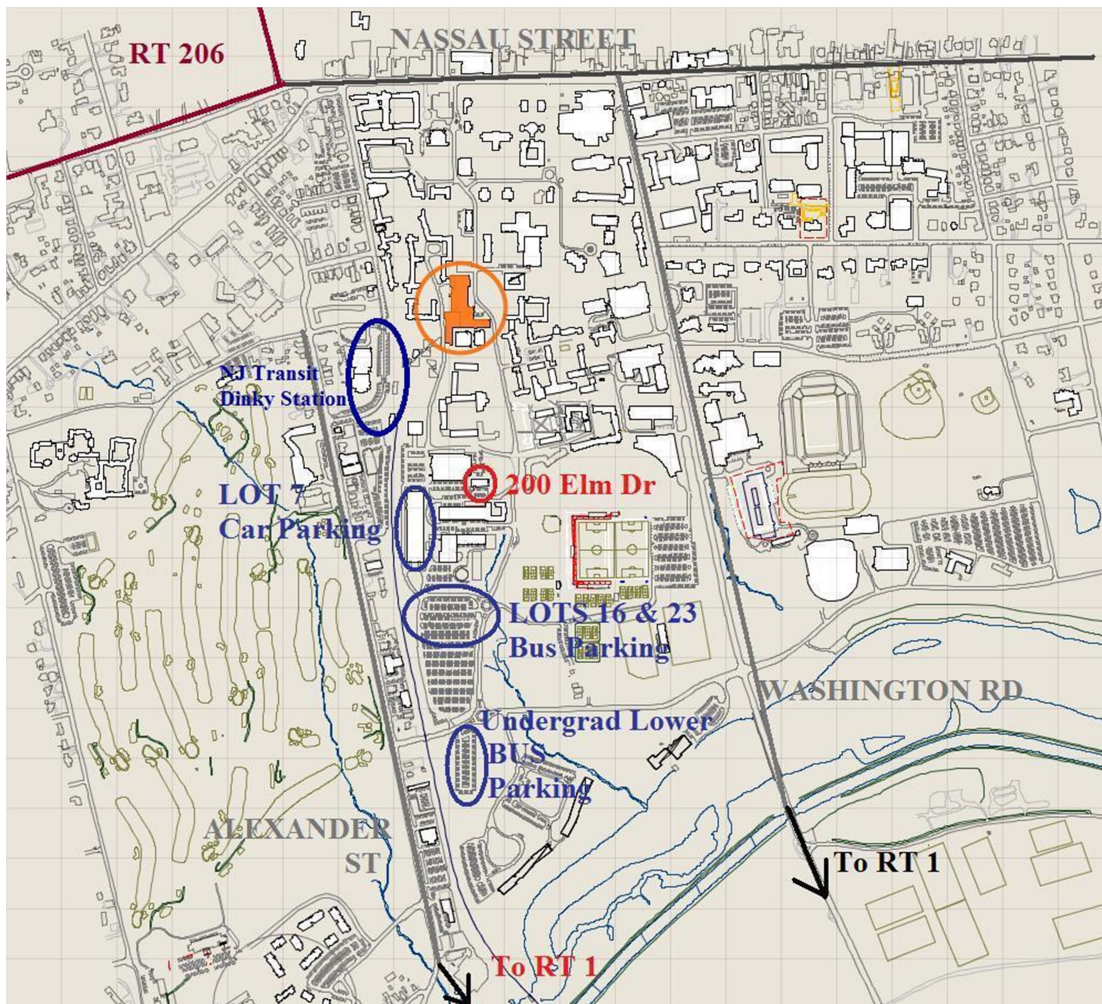 NASSAU STREET
RT 206
NJ Transit
Dinky Station
LOT 7
Car Parking
200 Elm Dr
LOTS 16 & 23
Bus Parking
WASHINGTON RD
Undergrad Lower
BUS
Parking
ALEXANDER
ST
To RT 1
To RT 1